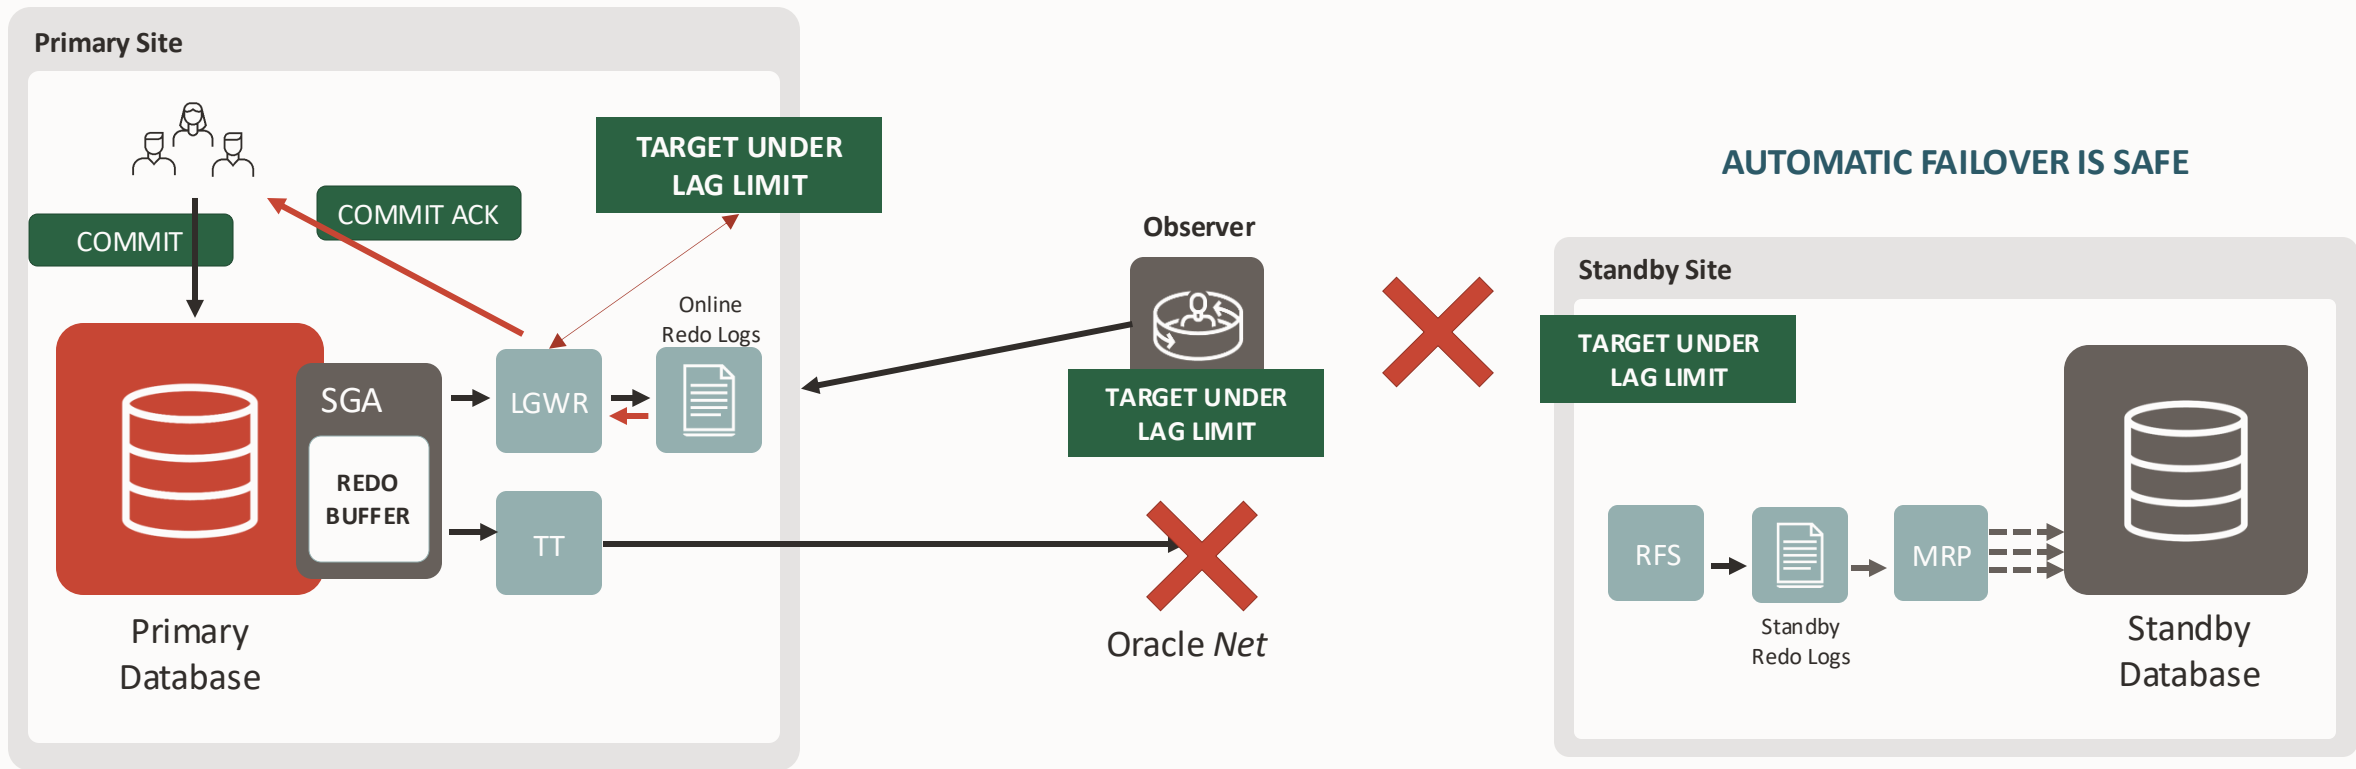 Primary Site
TARGET UNDER
LAG LIMIT
COMMIT ACK
COMMIT
Online
Redo Logs
SGA
LGWR
REDO
BUFFER
TT
Primary
Database
Observer
TARGET UNDER
LAG LIMIT
Oracle Net
AUTOMATIC FAILOVER IS SAFE
Standby Site
TARGET UNDER
LAG LIMIT
RFS
MRP
Standby
Redo Logs
Standby
Database